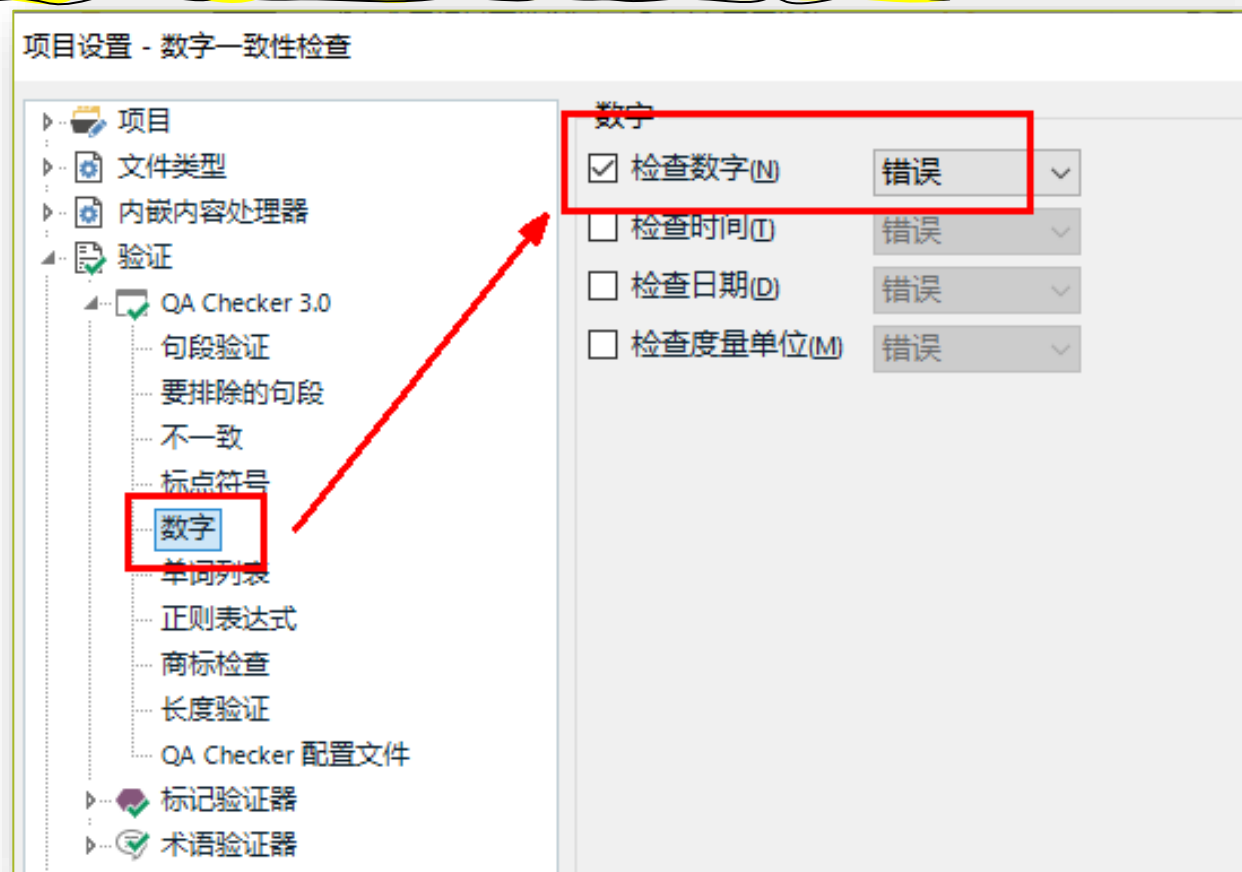 项目设置 - 数字一致性检查
项目
文件类型
内嵌内容处理器
验证
QA Checker 3.0
句段验证
要排除的句段
不一致
标点符号
数字
单词列表
正则表达式
商标检查
长度验证
QA Checker 配置文件
标记验证器
术语验证器
数字
检查数字(N) 错误
检查时间(T) 错误
检查日期(D) 错误
检查度量单位(M) 错误